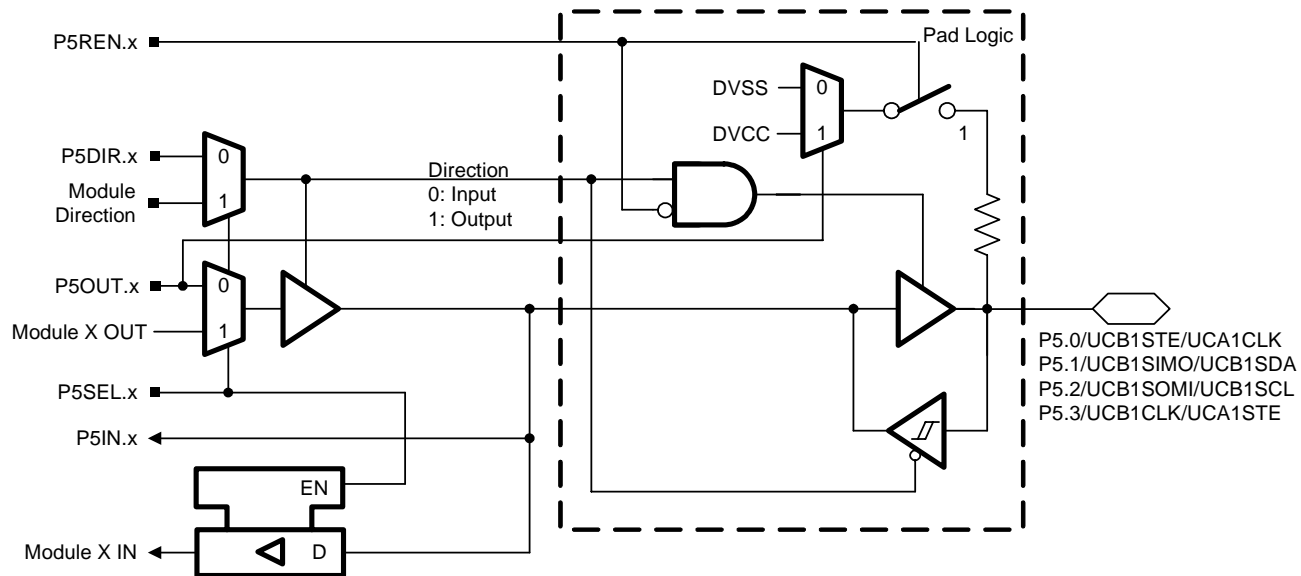 Pad Logic
P5REN.x
DVSS
0
DVCC
1
1
P5DIR.x
0
Module
Direction
1
Direction
0: Input
1: Output
P5OUT.x
0
Module X OUT
1
P5.0/UCB1STE/UCA1CLK
P5.1/UCB1SIMO/UCB1SDA
P5.2/UCB1SOMI/UCB1SCL
P5.3/UCB1CLK/UCA1STE
P5SEL.x
P5IN.x
EN
Module X IN
D